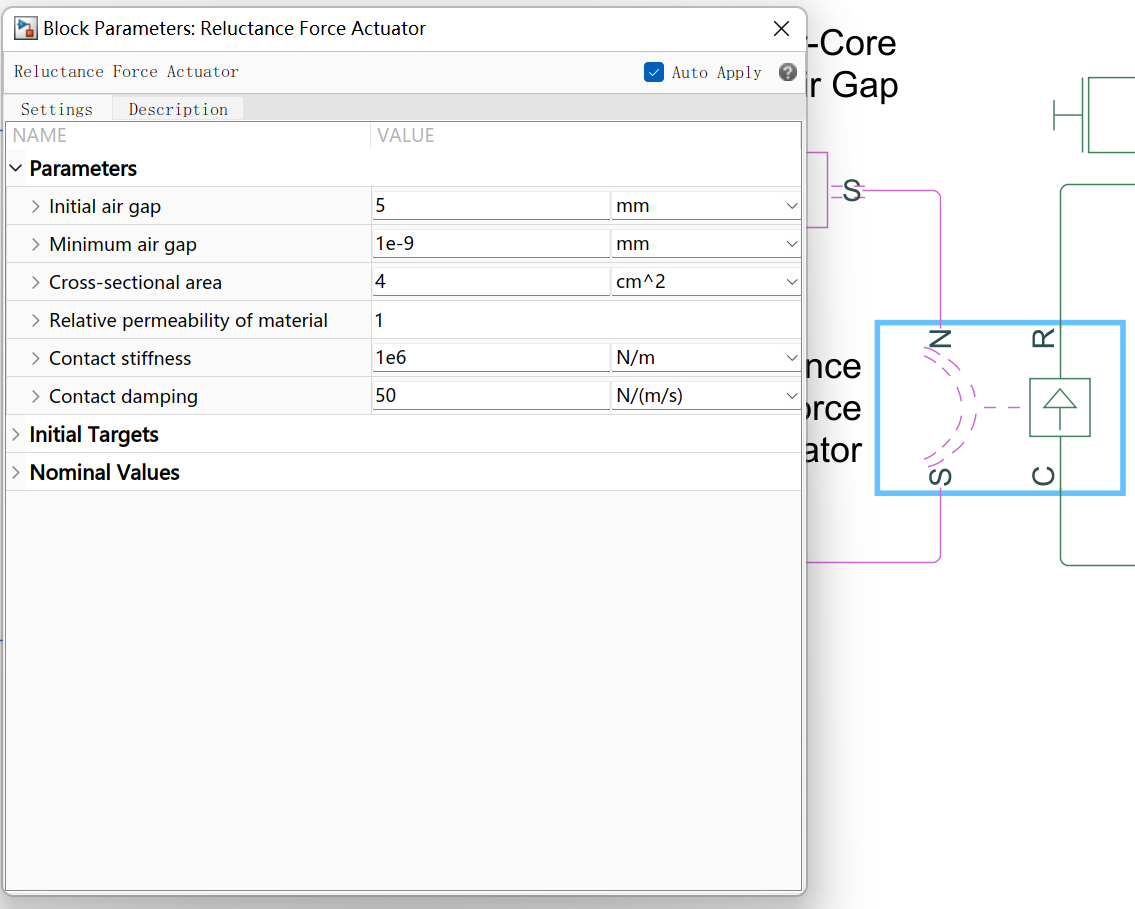 Block Parameters: Reluctance Force Actuator
Reluctance Force Actuator
Auto Apply
?
Settings Description
NAME VALUE
Parameters
Initial air gap 5 mm
Minimum air gap 1e-9 mm
Cross-sectional area 4 cm^2
Relative permeability of material 1
Contact stiffness 1e6 N/m
Contact damping 50 N/(m/s)
Initial Targets
Nominal Values
-Core
r Gap
S
N R
nce
orce
ator
S C